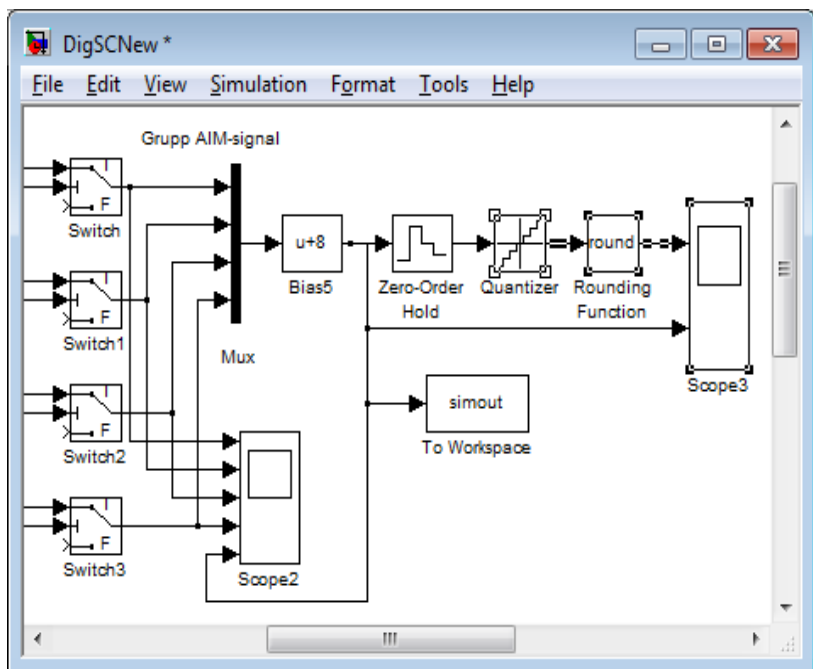 DigSCNew *
File Edit View Simulation Format Tools Help
Grupp AIM-signal
T
F
Switch
T
F
Switch1
T
F
Switch2
T
F
Switch3
Mux
u+8
Bias5
Zero-Order
Hold
Quantizer
round
Rounding
Function
Scope3
simout
To Workspace
Scope2